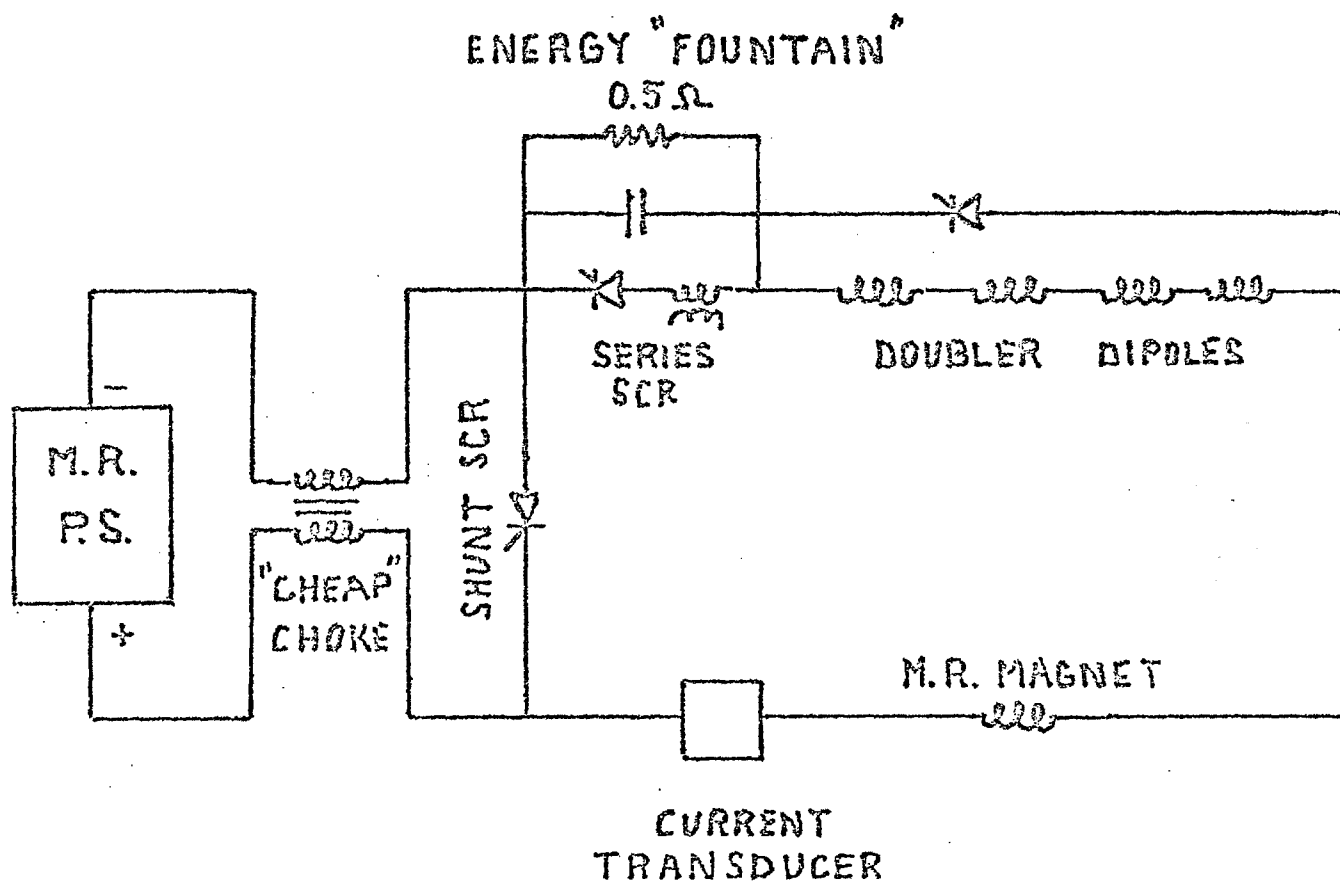 ENERGY "FOUNTAIN"
0.5 Ω
SERIES
SCR
DOUBLER DIPOLES
-
M.R.
P.S.
+
"CHEAP"
CHOKE
SHUNT SCR
M.R. MAGNET
CURRENT
TRANSDUCER